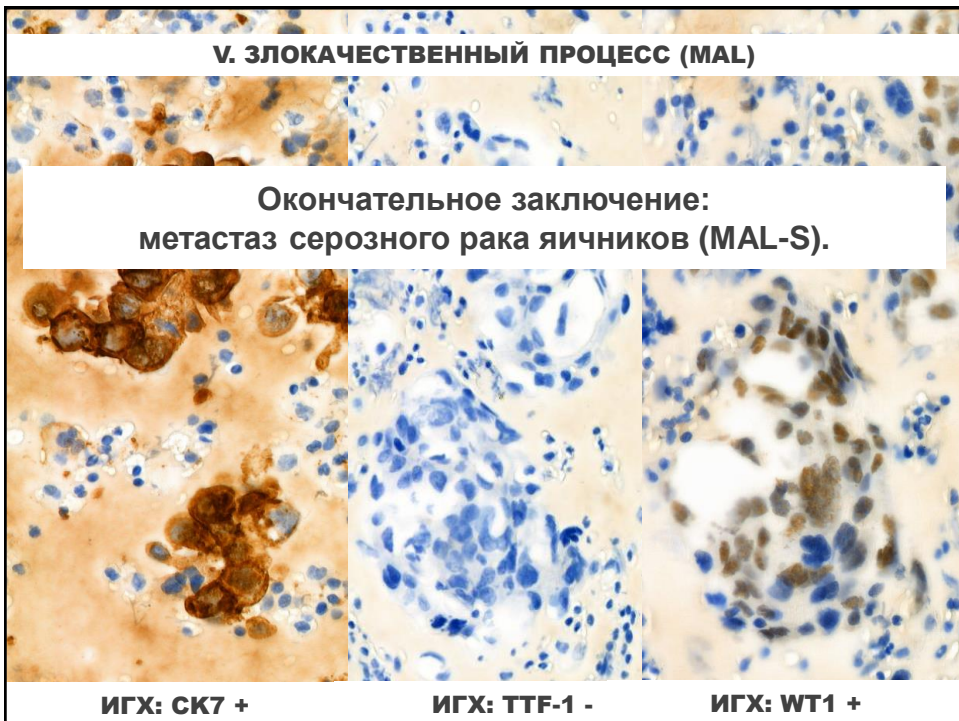 V. ЗЛОКАЧЕСТВЕННЫЙ ПРОЦЕСС (MAL)
Окончательное заключение:
метастаз серозного рака яичников (MAL-S).
ИГХ: CK7 +
ИГХ: TTF-1 -
ИГХ: WT1 +